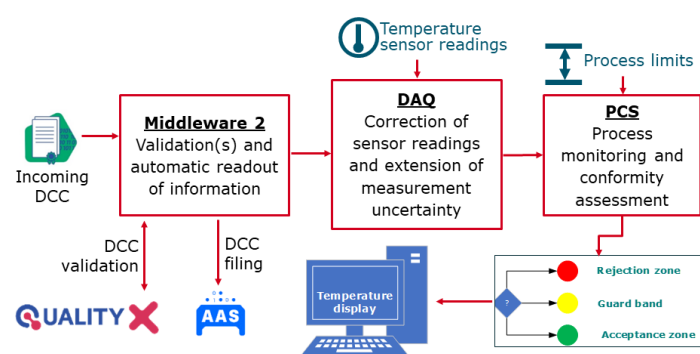 Temperature
sensor readings
Process limits
Incoming
DCC
Middleware 2
Validation(s) and
automatic readout
of information
DAQ
Correction of
sensor readings
and extension of
measurement
uncertainty
PCS
Process
monitoring and
conformity
assessment
DCC
validation
DCC
filing
QUALITY X
AAS
Temperature
display
?
Rejection zone
Guard band
Acceptance zone